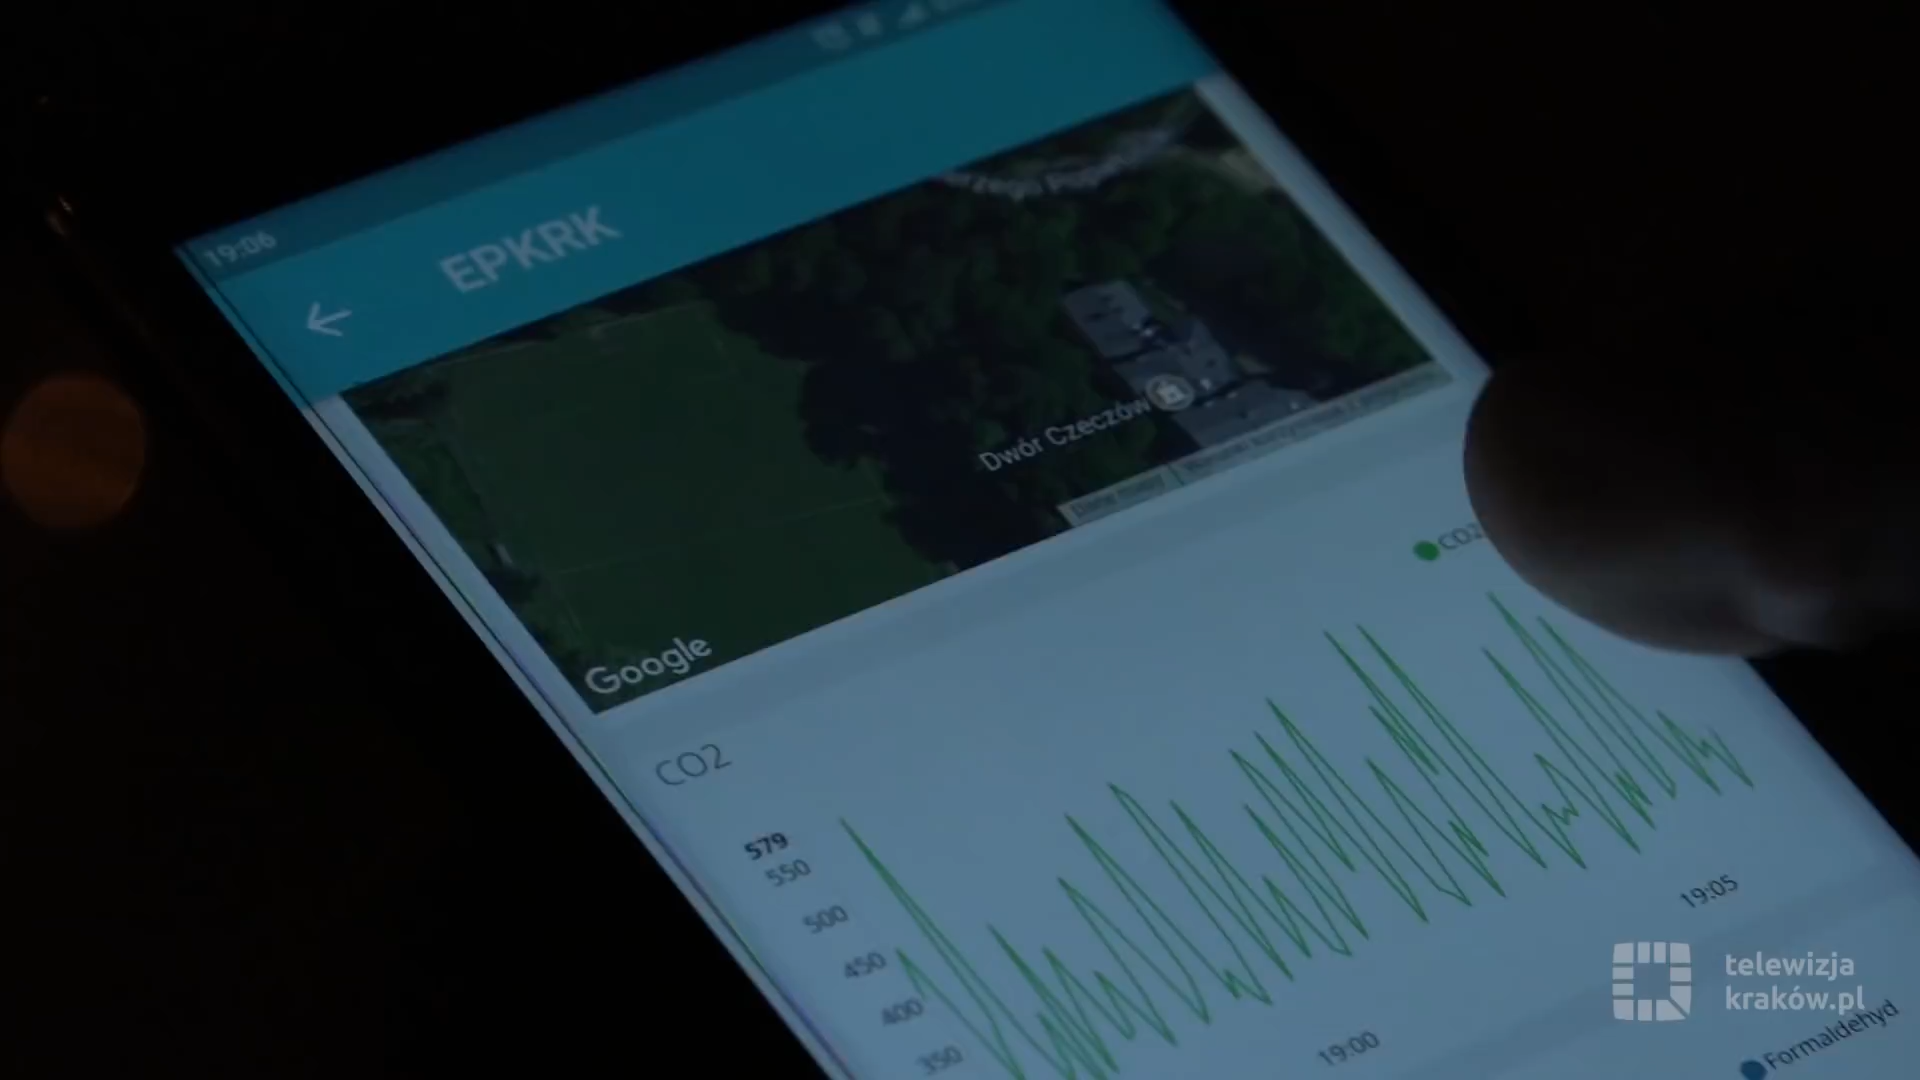 19:06
EPKRK
Dwór Czeczów
Google
CO2
CO2
579
550
500
450
400
350
19:05
19:00
Formaldehyd
telewizja
kraków.pl